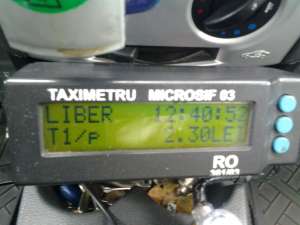 TAXIMETRU MICROSIF 03
LIBER 12:40:52
T1/p 2.30LEI
RO